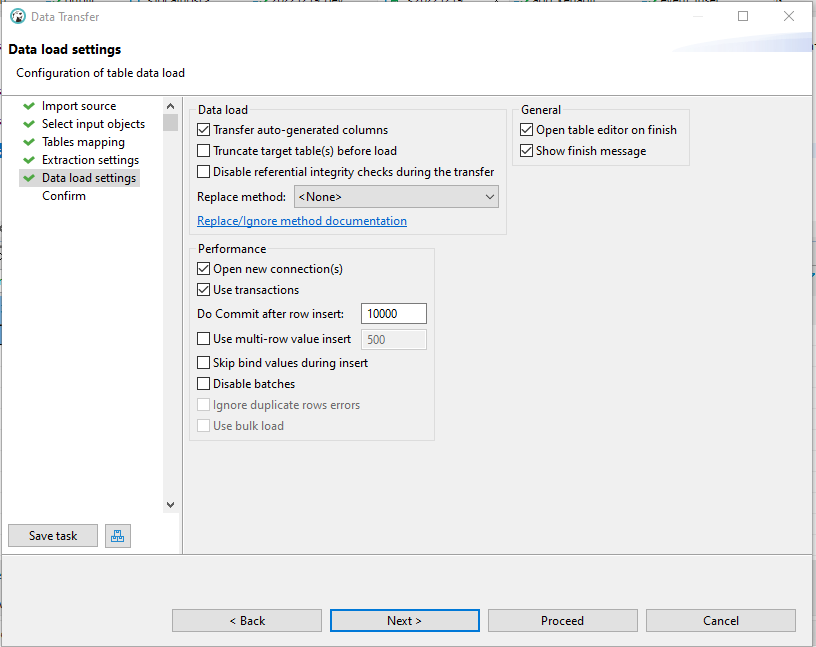 Data Transfer
Data load settings
Configuration of table data load
Import source
Select input objects
Tables mapping
Extraction settings
Data load settings
Confirm
Data load
Transfer auto-generated columns
Truncate target table(s) before load
Disable referential integrity checks during the transfer
Replace method: <None>
Replace/Ignore method documentation
General
Open table editor on finish
Show finish message
Performance
Open new connection(s)
Use transactions
Do Commit after row insert: 10000
Use multi-row value insert 500
Skip bind values during insert
Disable batches
Ignore duplicate rows errors
Use bulk load
Save task
< Back Next > Proceed Cancel